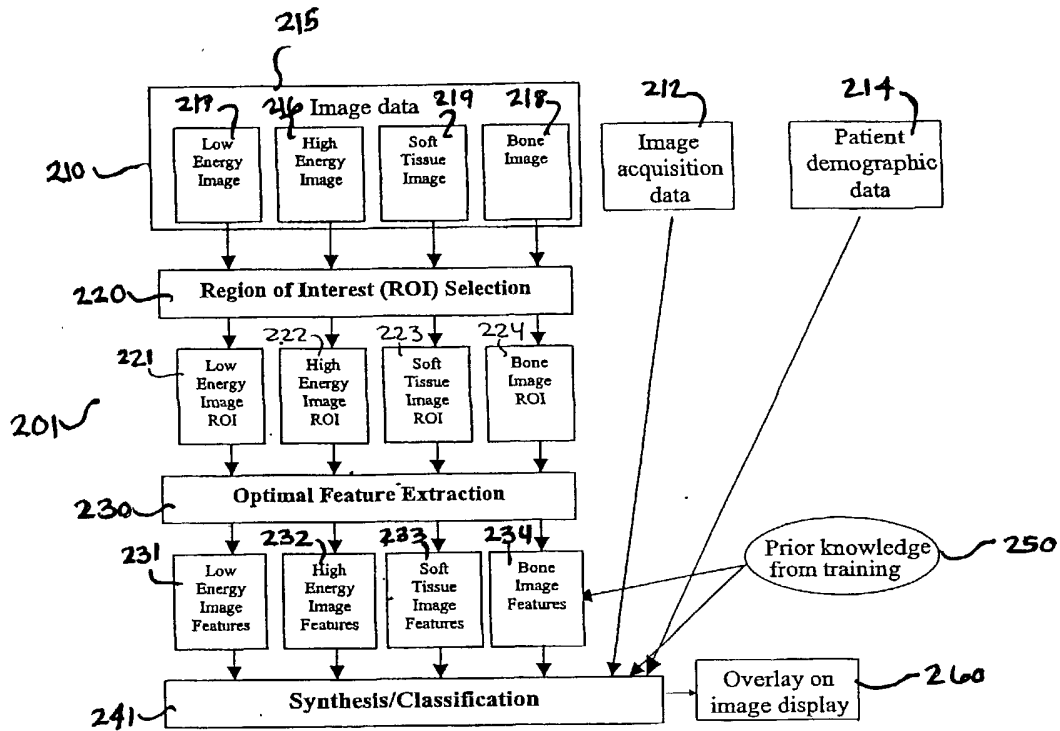 215
217
216
Image data
219
218
212
214
210
Low
Energy
Image
High
Energy
Image
Soft
Tissue
Image
Bone
Image
Image
acquisition
data
Patient
demographic
data
220
Region of Interest (ROI) Selection
221
222
223
224
201
Low
Energy
Image
ROI
High
Energy
Image
ROI
Soft
Tissue
Image
ROI
Bone
Image
ROI
230
Optimal Feature Extraction
231
232
233
234
Low
Energy
Image
Features
High
Energy
Image
Features
Soft
Tissue
Image
Features
Bone
Image
Features
Prior knowledge
from training
250
241
Synthesis/Classification
Overlay on
image display
260